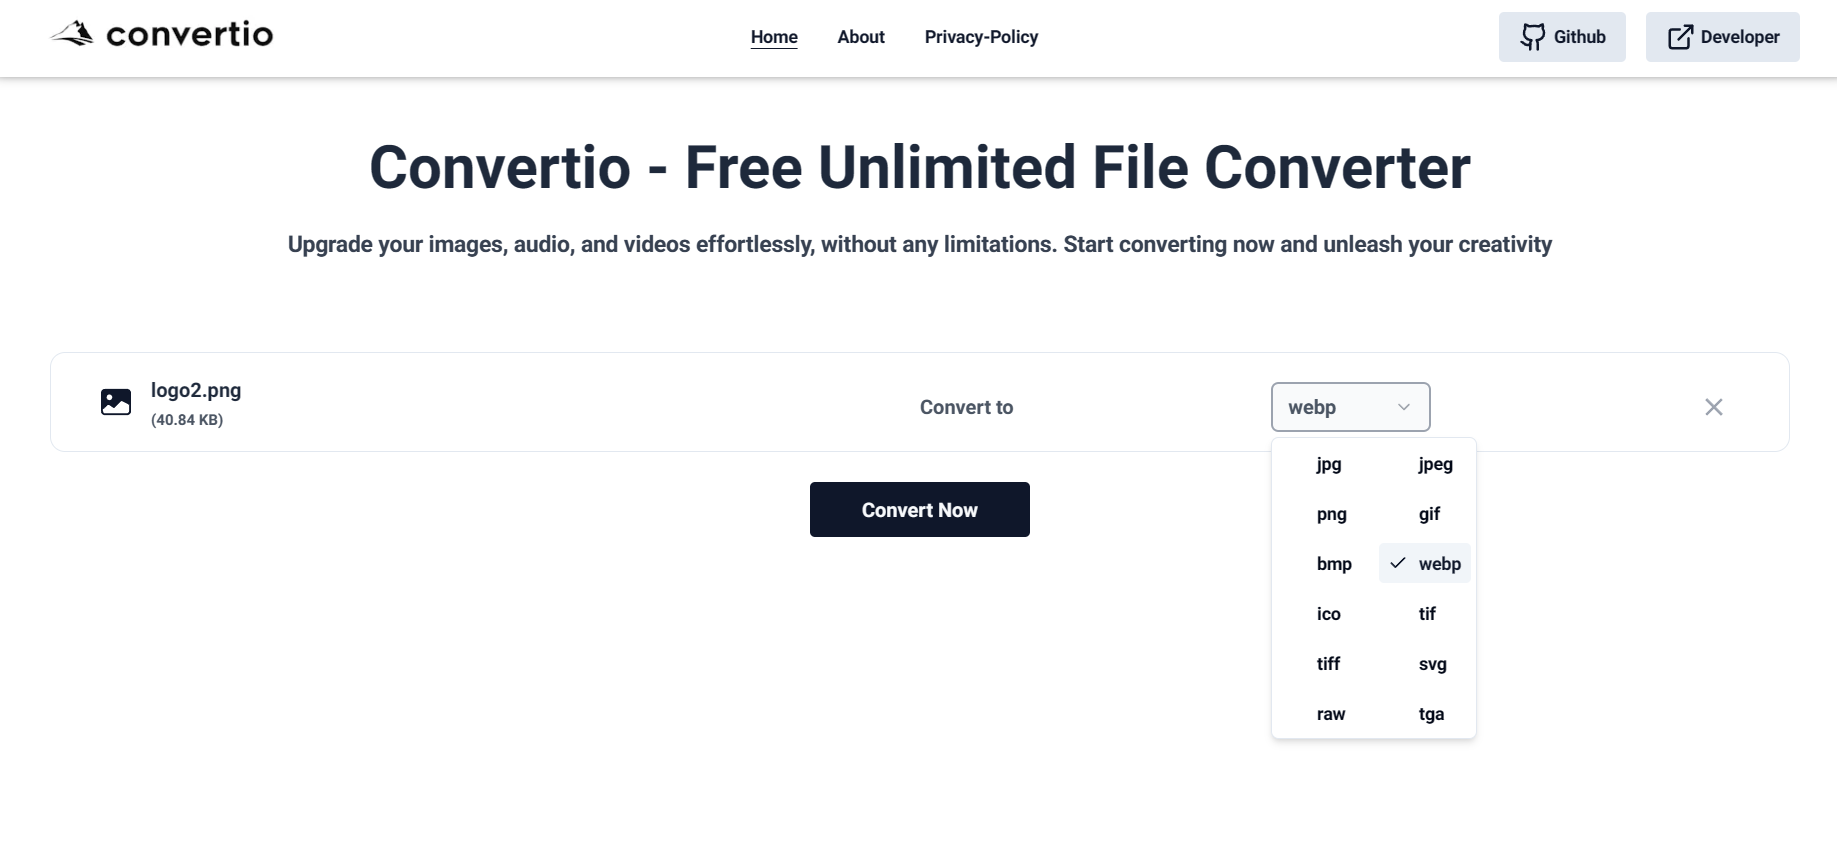 convertio
Home
About
Privacy-Policy
Github
Developer
Convertio - Free Unlimited File Converter
Upgrade your images, audio, and videos effortlessly, without any limitations. Start converting now and unleash your creativity
logo2.png
(40.84 KB)
Convert to
webp
Convert Now
jpg
jpeg
png
gif
bmp
webp
ico
tif
tiff
svg
raw
tga